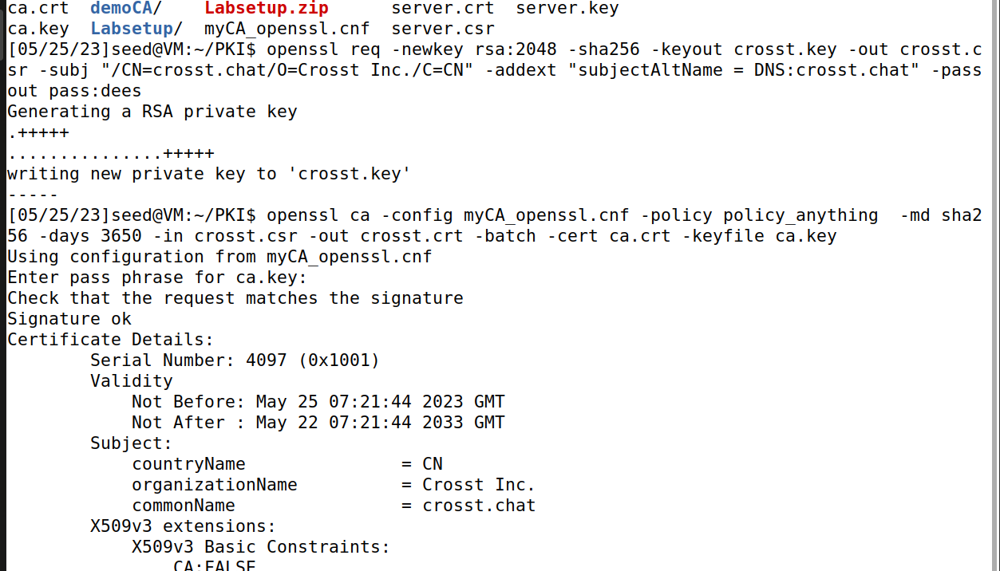 ca.crt  demoCA/    Labsetup.zip      server.crt  server.key
ca.key  Labsetup/  myCA_openssl.cnf  server.csr
[05/25/23]seed@VM:~/PKI$ openssl req -newkey rsa:2048 -sha256 -keyout crosst.key -out crosst.c
sr -subj "/CN=crosst.chat/O=Crosst Inc./C=CN" -addext "subjectAltName = DNS:crosst.chat" -pass
out pass:dees
Generating a RSA private key
.+++++
...............+++++
writing new private key to 'crosst.key'
-----
[05/25/23]seed@VM:~/PKI$ openssl ca -config myCA_openssl.cnf -policy policy_anything  -md sha2
56 -days 3650 -in crosst.csr -out crosst.crt -batch -cert ca.crt -keyfile ca.key
Using configuration from myCA_openssl.cnf
Enter pass phrase for ca.key:
Check that the request matches the signature
Signature ok
Certificate Details:
        Serial Number: 4097 (0x1001)
        Validity
            Not Before: May 25 07:21:44 2023 GMT
            Not After : May 22 07:21:44 2033 GMT
        Subject:
            countryName               = CN
            organizationName          = Crosst Inc.
            commonName                = crosst.chat
        X509v3 extensions:
            X509v3 Basic Constraints:
                CA:FALSE